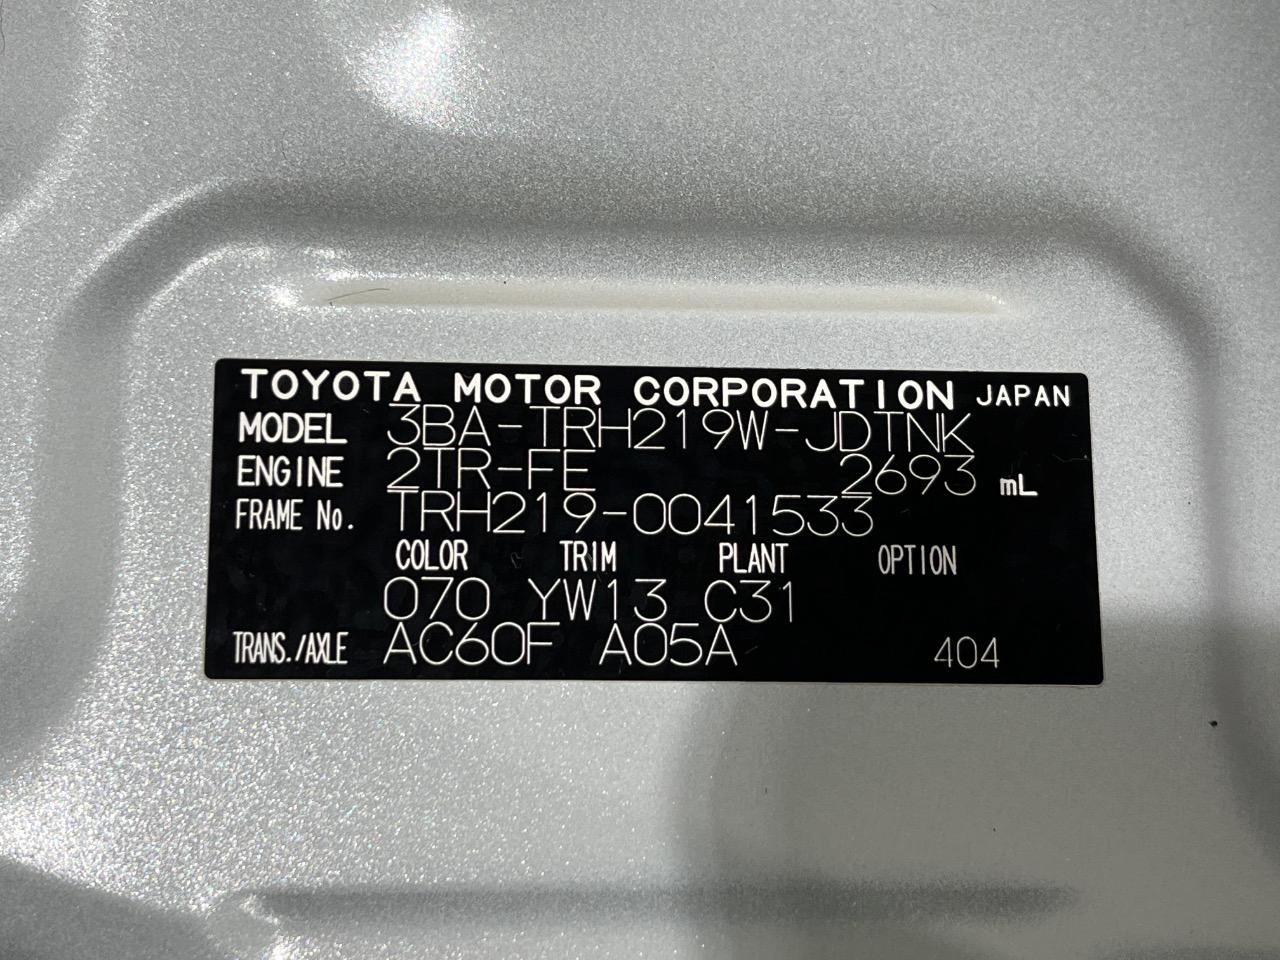 TOYOTA MOTOR CORPORATION JAPAN
MODEL 3BA-TRH219W-JDTNK
ENGINE 2TR-FE 2693 mL
FRAME No. TRH219-0041533
COLOR TRIM PLANT OPTION
070 YW13 C31
TRANS./AXLE AC60F A05A 404